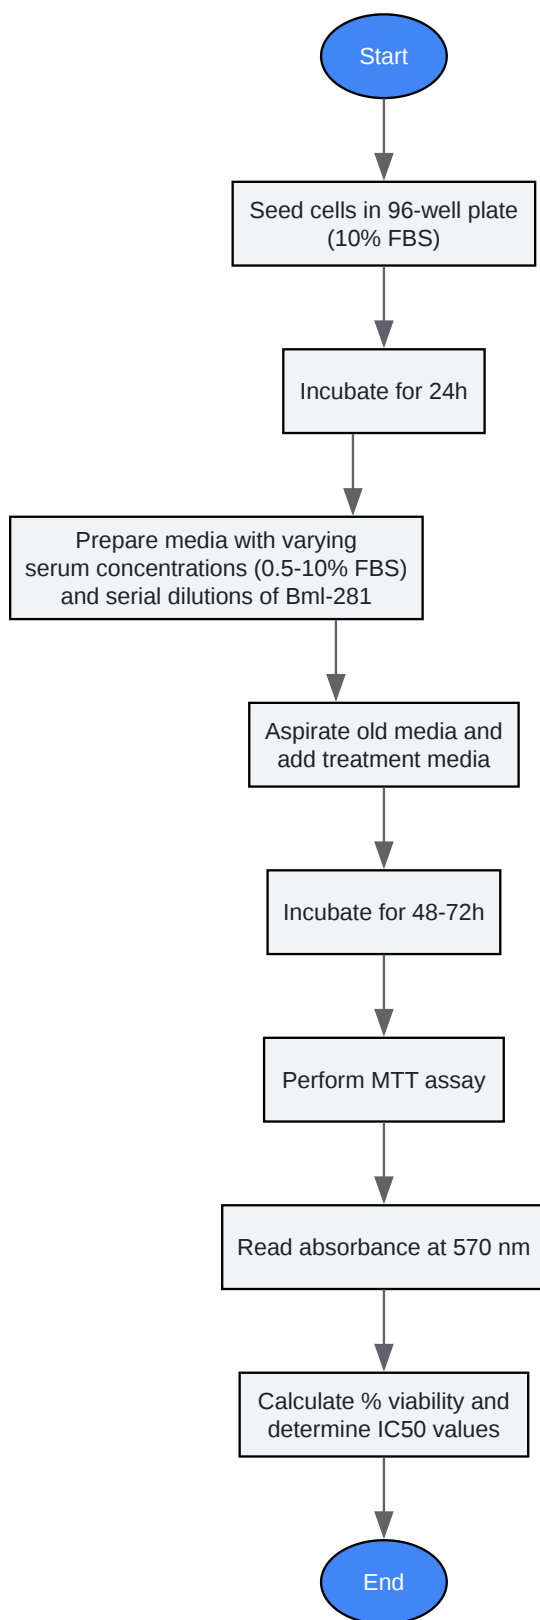 Start
Seed cells in 96-well plate
(10% FBS)
Incubate for 24h
Prepare media with varying
serum concentrations (0.5-10% FBS)
and serial dilutions of Bml-281
Aspirate old media and
add treatment media
Incubate for 48-72h
Perform MTT assay
Read absorbance at 570 nm
Calculate % viability and
determine IC50 values
End